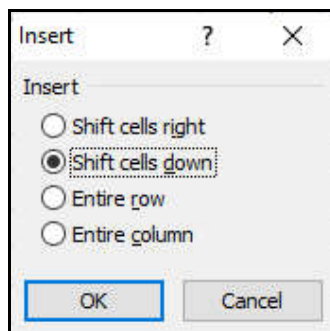 Insert ?
Insert
Shift cells right
Shift cells down
Entire row
Entire column
OK Cancel